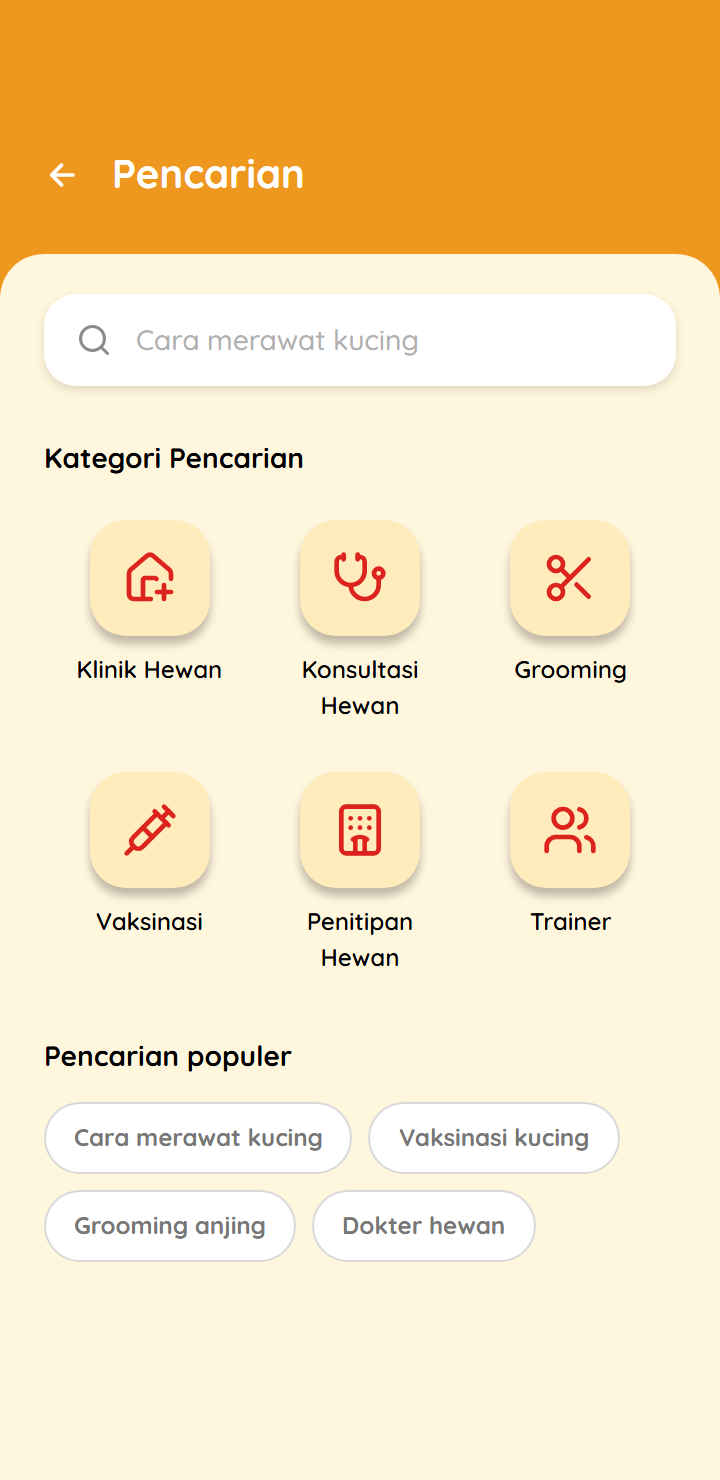 Pencarian
Cara merawat kucing
Kategori Pencarian
Klinik Hewan
Konsultasi
Hewan
Grooming
Vaksinasi
Penitipan
Hewan
Trainer
Pencarian populer
Cara merawat kucing
Vaksinasi kucing
Grooming anjing
Dokter hewan